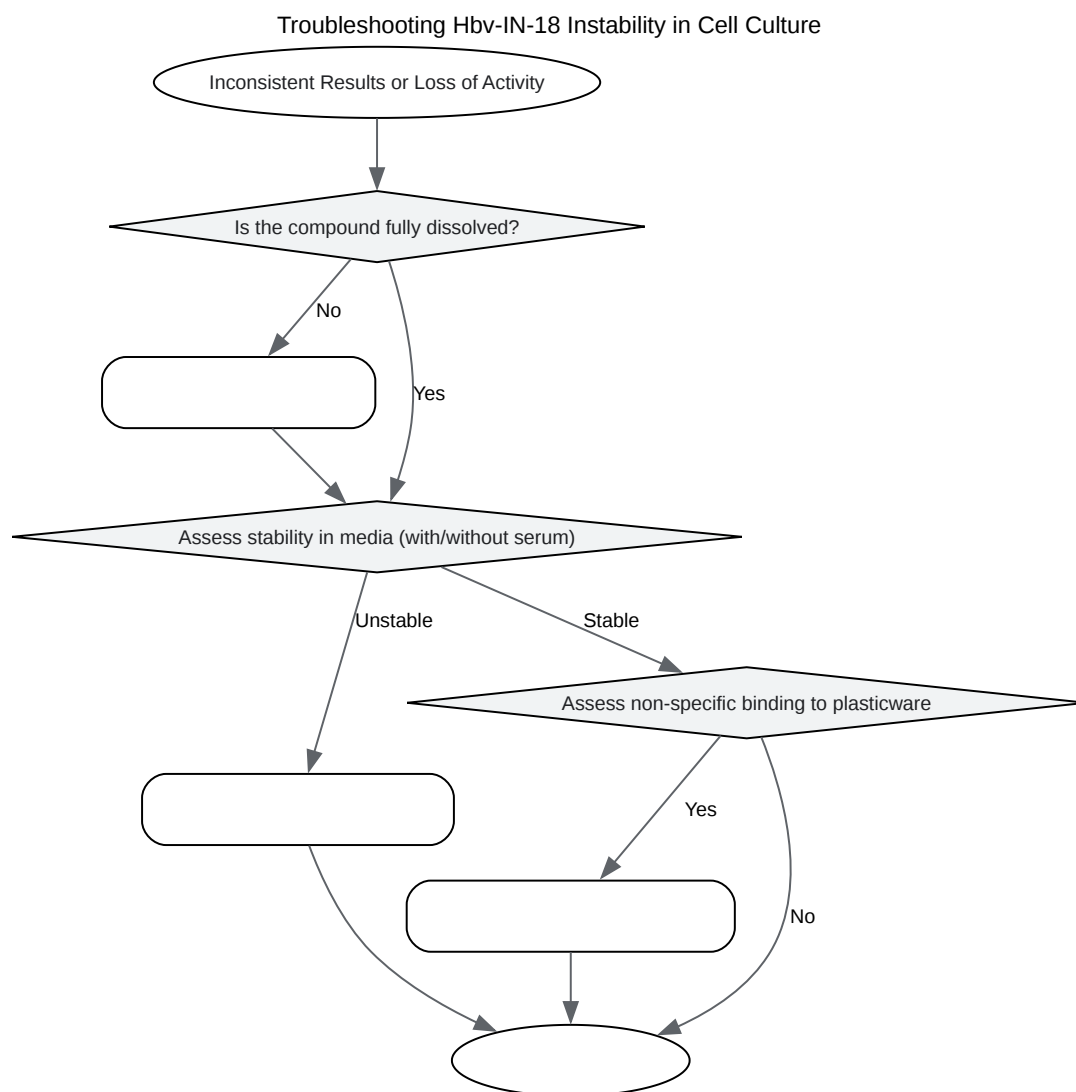 Troubleshooting Hbv-IN-18 Instability in Cell Culture
Inconsistent Results or Loss of Activity
Is the compound fully dissolved?
No
Yes
Assess stability in media (with/without serum)
Unstable
Stable
Assess non-specific binding to plasticware
Yes
No